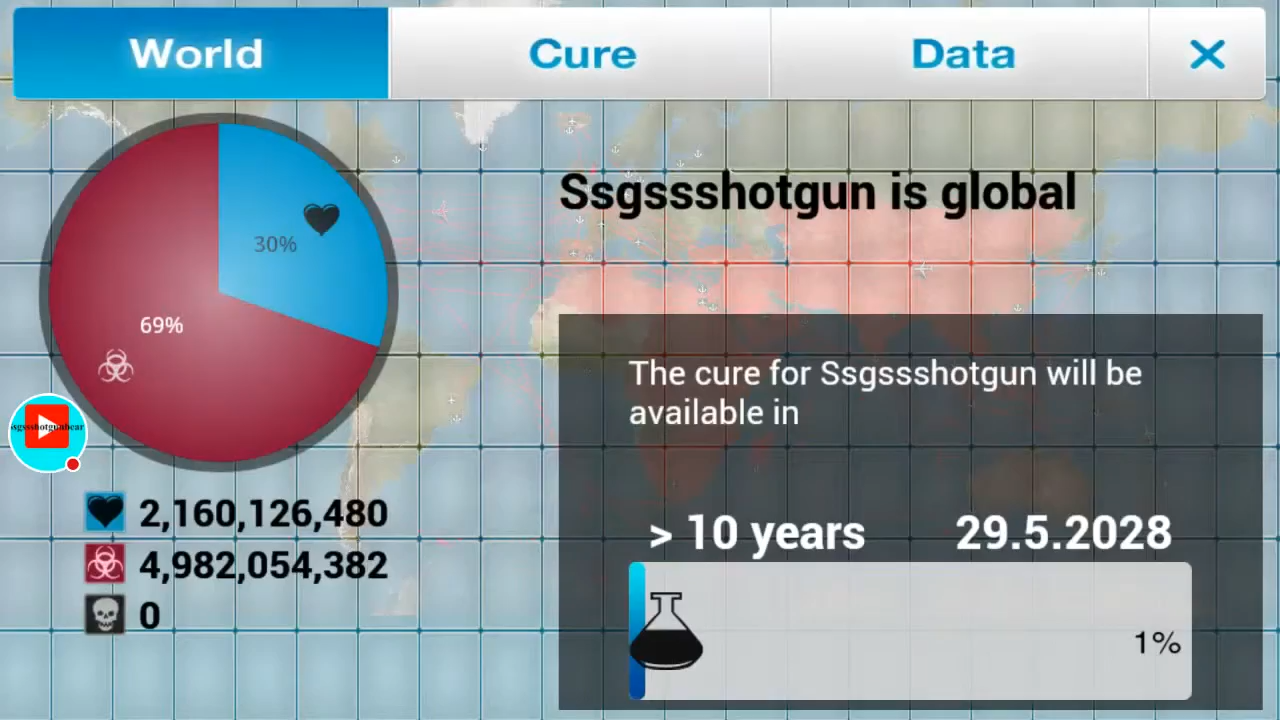 World
Cure
Data
Ssgssshotgun is global
30%
69%
The cure for Ssgssshotgun will be
available in
2,160,126,480
4,982,054,382
0
> 10 years
29.5.2028
1%